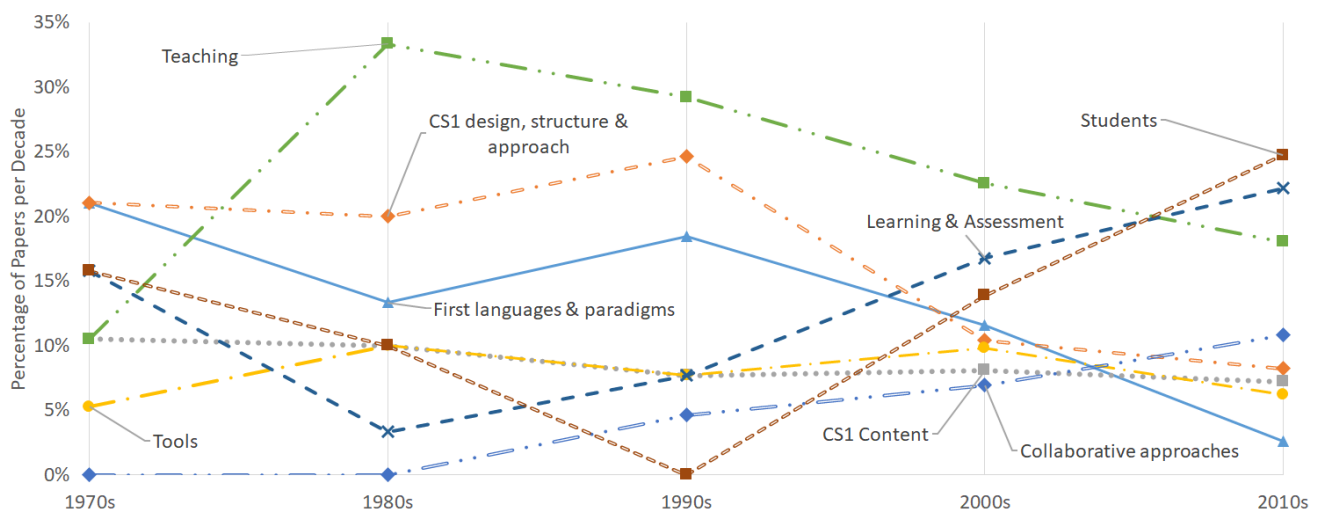 35%
30%
25%
20%
15%
10%
5%
0%
Percentage of Papers per Decade
Teaching
CS1 design, structure &
approach
Students
Learning & Assessment
First languages & paradigms
Tools
CS1 Content
Collaborative approaches
1970s
1980s
1990s
2000s
2010s